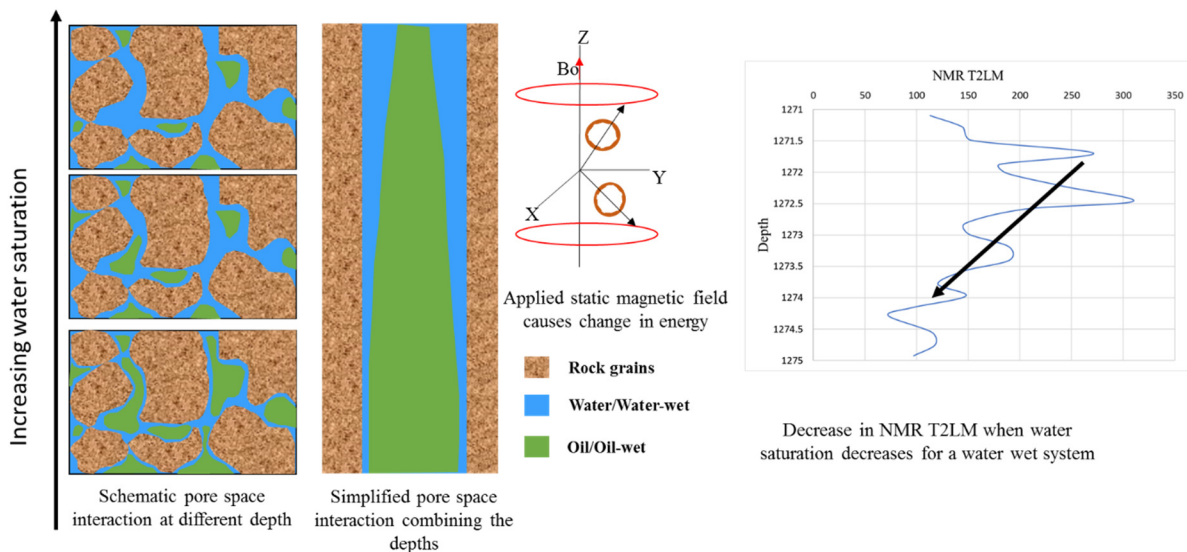 Increasing water saturation
Schematic pore space
interaction at different depth
Simplified pore space
interaction combining the
depths
Z
Bo
Y
X
Applied static magnetic field
causes change in energy
Rock grains
Water/Water-wet
Oil/Oil-wet
NMR T2LM
0 50 100 150 200 250 300 350
Depth
1271
1271.5
1272
1272.5
1273
1273.5
1274
1274.5
1275
Decrease in NMR T2LM when water
saturation decreases for a water wet system